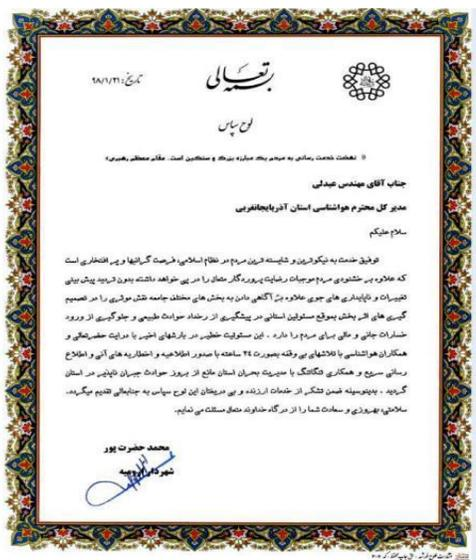 بسمه تعالی
تاریخ: ۹۸/۱/۳۱
لوح سپاس
« نهضت خدمت رسانی به مردم یک مبارزه بزرگ و سنگین است. مقام معظم رهبری»
جناب آقای مهندس عبدلی
مدیر کل محترم هواشناسی استان آذربایجانغربی
سلام علیکم
توفیق خدمت به نیکوترین و شایسته ترین مردم در نظام اسلامی، فرصت گرانبها و پر افتخاری است
که علاوه بر خشنودی مردم موجبات رضایت پروردگار متعال را در پی خواهد داشت، بدون تردید پیش بینی
تغییرات و ناپایداری های جوی علاوه بر آگاهی دادن به بخش های مختلف جامعه نقش موثری را در تصمیم
گیری های اثر بخش بموقع مسئولین استانی در پیشگیری از رخداد حوادث طبیعی و جلوگیری از ورود
خسارات جانی و مالی برای مردم را دارد . این مسئولیت خطیر در بارشهای اخیر با درایت حضرتعالی و
همکاران هواشناسی با تلاشهای بی وقفه بصورت ۲۴ ساعته با صدور اطلاعیه و اخطاریه های آنی و اطلاع
رسانی سریع و همکاری تنگاتنگ با مدیریت بحران استان مانع از بروز حوادث جبران ناپذیر در استان
گردید . بدینوسیله ضمن تشکر از خدمات ارزنده و بی دریغتان این لوح سپاس به جنابعالی تقدیم میگردد.
سلامتی، بهروزی و سعادت شما را از درگاه خداوند متعال مسئلت می نمایم.
محمد حضرت پور
شهردار ارومیه